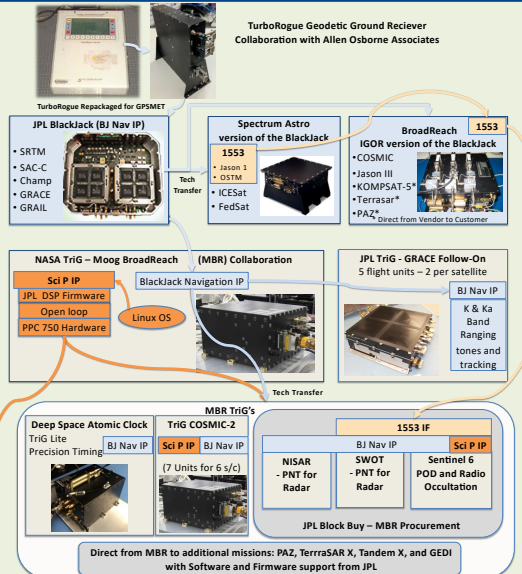 TurboRogue Geodetic Ground Reciever
Collaboration with Allen Osborne Associates
TurboRogue Repackaged for GPSMET
JPL BlackJack (BJ Nav IP)
• SRTM
• SAC-C
• Champ
• GRACE
• GRAIL
Tech
Transfer
Spectrum Astro
version of the BlackJack
1553
• Jason 1
• OSTM
• ICESat
• FedSat
1553
BroadReach
IGOR version of the BlackJack
•COSMIC
•Jason III
•KOMPSAT-5*
•Terrasar*
•PAZ*
*Direct from Vendor to Customer
NASA TriG – Moog BroadReach (MBR) Collaboration
Sci P IP
JPL DSP Firmware
Open loop
PPC 750 Hardware
Linux OS
BlackJack Navigation IP
JPL TriG - GRACE Follow-On
5 flight units – 2 per satellite
BJ Nav IP
K & Ka
Band
Ranging
tones and
tracking
Tech Transfer
MBR TriG's
Deep Space Atomic Clock
TriG Lite
Precision Timing
BJ Nav IP
TriG COSMIC-2
Sci P IP
BJ Nav IP
(7 Units for 6 s/c)
1553 IF
BJ Nav IP
Sci P IP
NISAR
- PNT for
Radar
SWOT
- PNT for
Radar
Sentinel 6
POD and Radio
Occultation
JPL Block Buy – MBR Procurement
Direct from MBR to additional missions: PAZ, TerrraSAR X, Tandem X, and GEDI
with Software and Firmware support from JPL